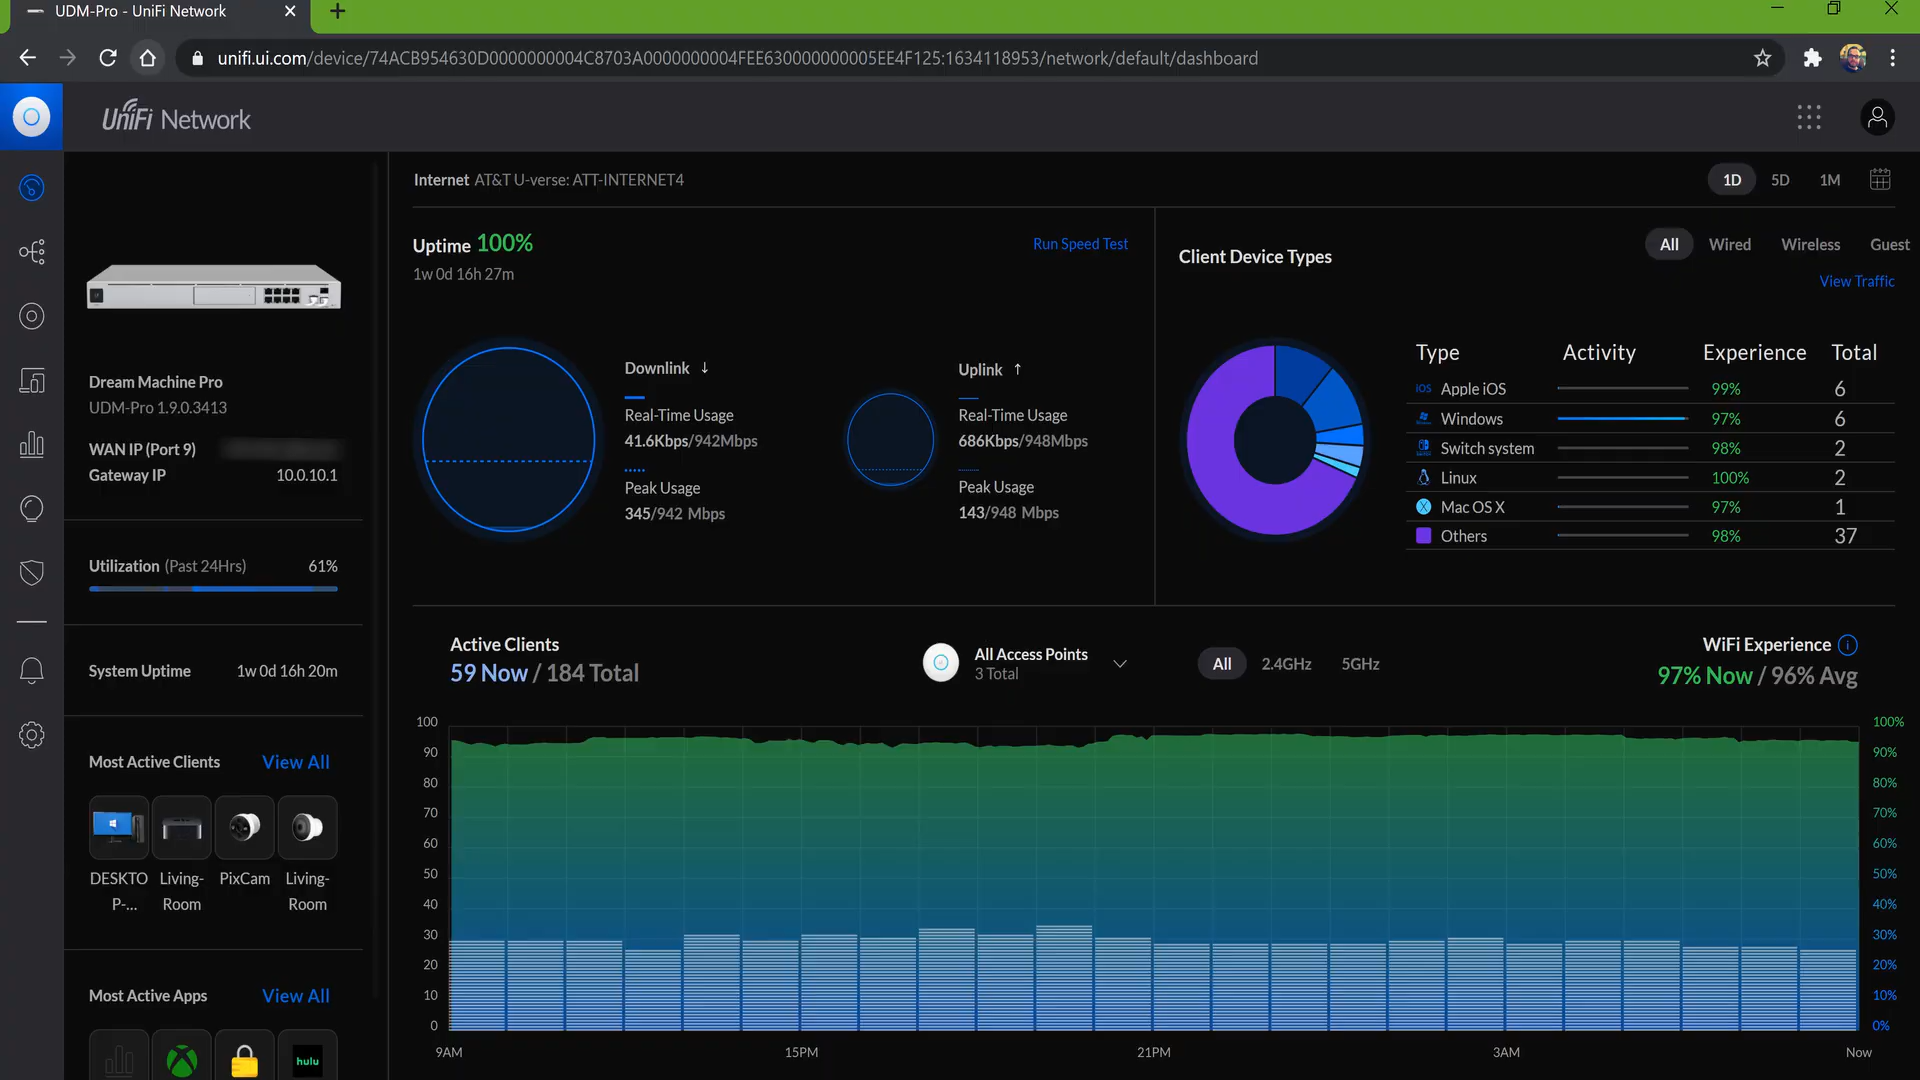 UDM-Pro - UniFi Network
unifi.ui.com/device/74ACB954630D0000000004C8703A0000000004FEE630000000005EE4F125:1634118953/network/default/dashboard
UniFi Network
Internet AT&T U-verse: ATT-INTERNET4
1D 5D 1M
Uptime 100%
1w 0d 16h 27m
Run Speed Test
Downlink ↓
Real-Time Usage
41.6Kbps/942Mbps
Peak Usage
345/942 Mbps
Uplink ↑
Real-Time Usage
686Kbps/948Mbps
Peak Usage
143/948 Mbps
Client Device Types
All Wired Wireless Guest
View Traffic
Type Activity Experience Total
iOS Apple iOS 99% 6
Windows 97% 6
Switch system 98% 2
Linux 100% 2
X Mac OS X 97% 1
Others 98% 37
Dream Machine Pro
UDM-Pro 1.9.0.3413
WAN IP (Port 9)
Gateway IP 10.0.10.1
Utilization (Past 24Hrs) 61%
System Uptime 1w 0d 16h 20m
Most Active Clients View All
DESKTO
P-...
Living-
Room
PixCam
Living-
Room
Most Active Apps View All
hulu
Active Clients
59 Now / 184 Total
All Access Points
3 Total
All 2.4GHz 5GHz
WiFi Experience
97% Now / 96% Avg
100 100%
90 90%
80 80%
70 70%
60 60%
50 50%
40 40%
30 30%
20 20%
10 10%
0 0%
9AM 15PM 21PM 3AM Now